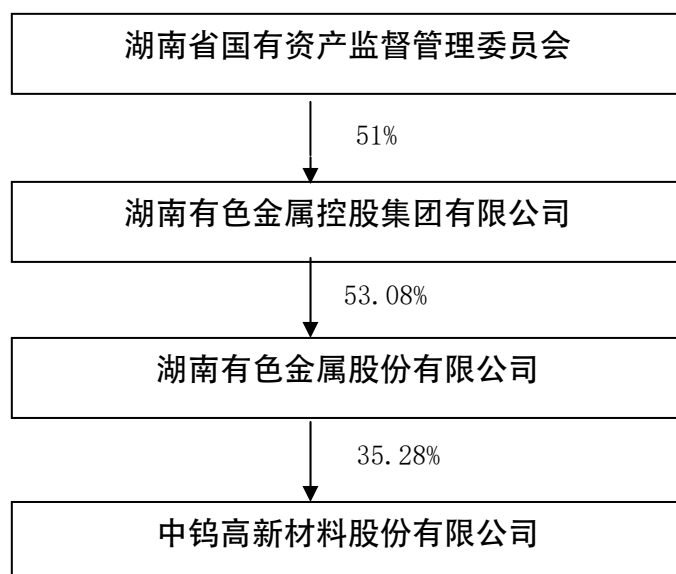 湖南省国有资产监督管理委员会
51%
湖南有色金属控股集团有限公司
53.08%
湖南有色金属股份有限公司
35.28%
中钨高新材料股份有限公司